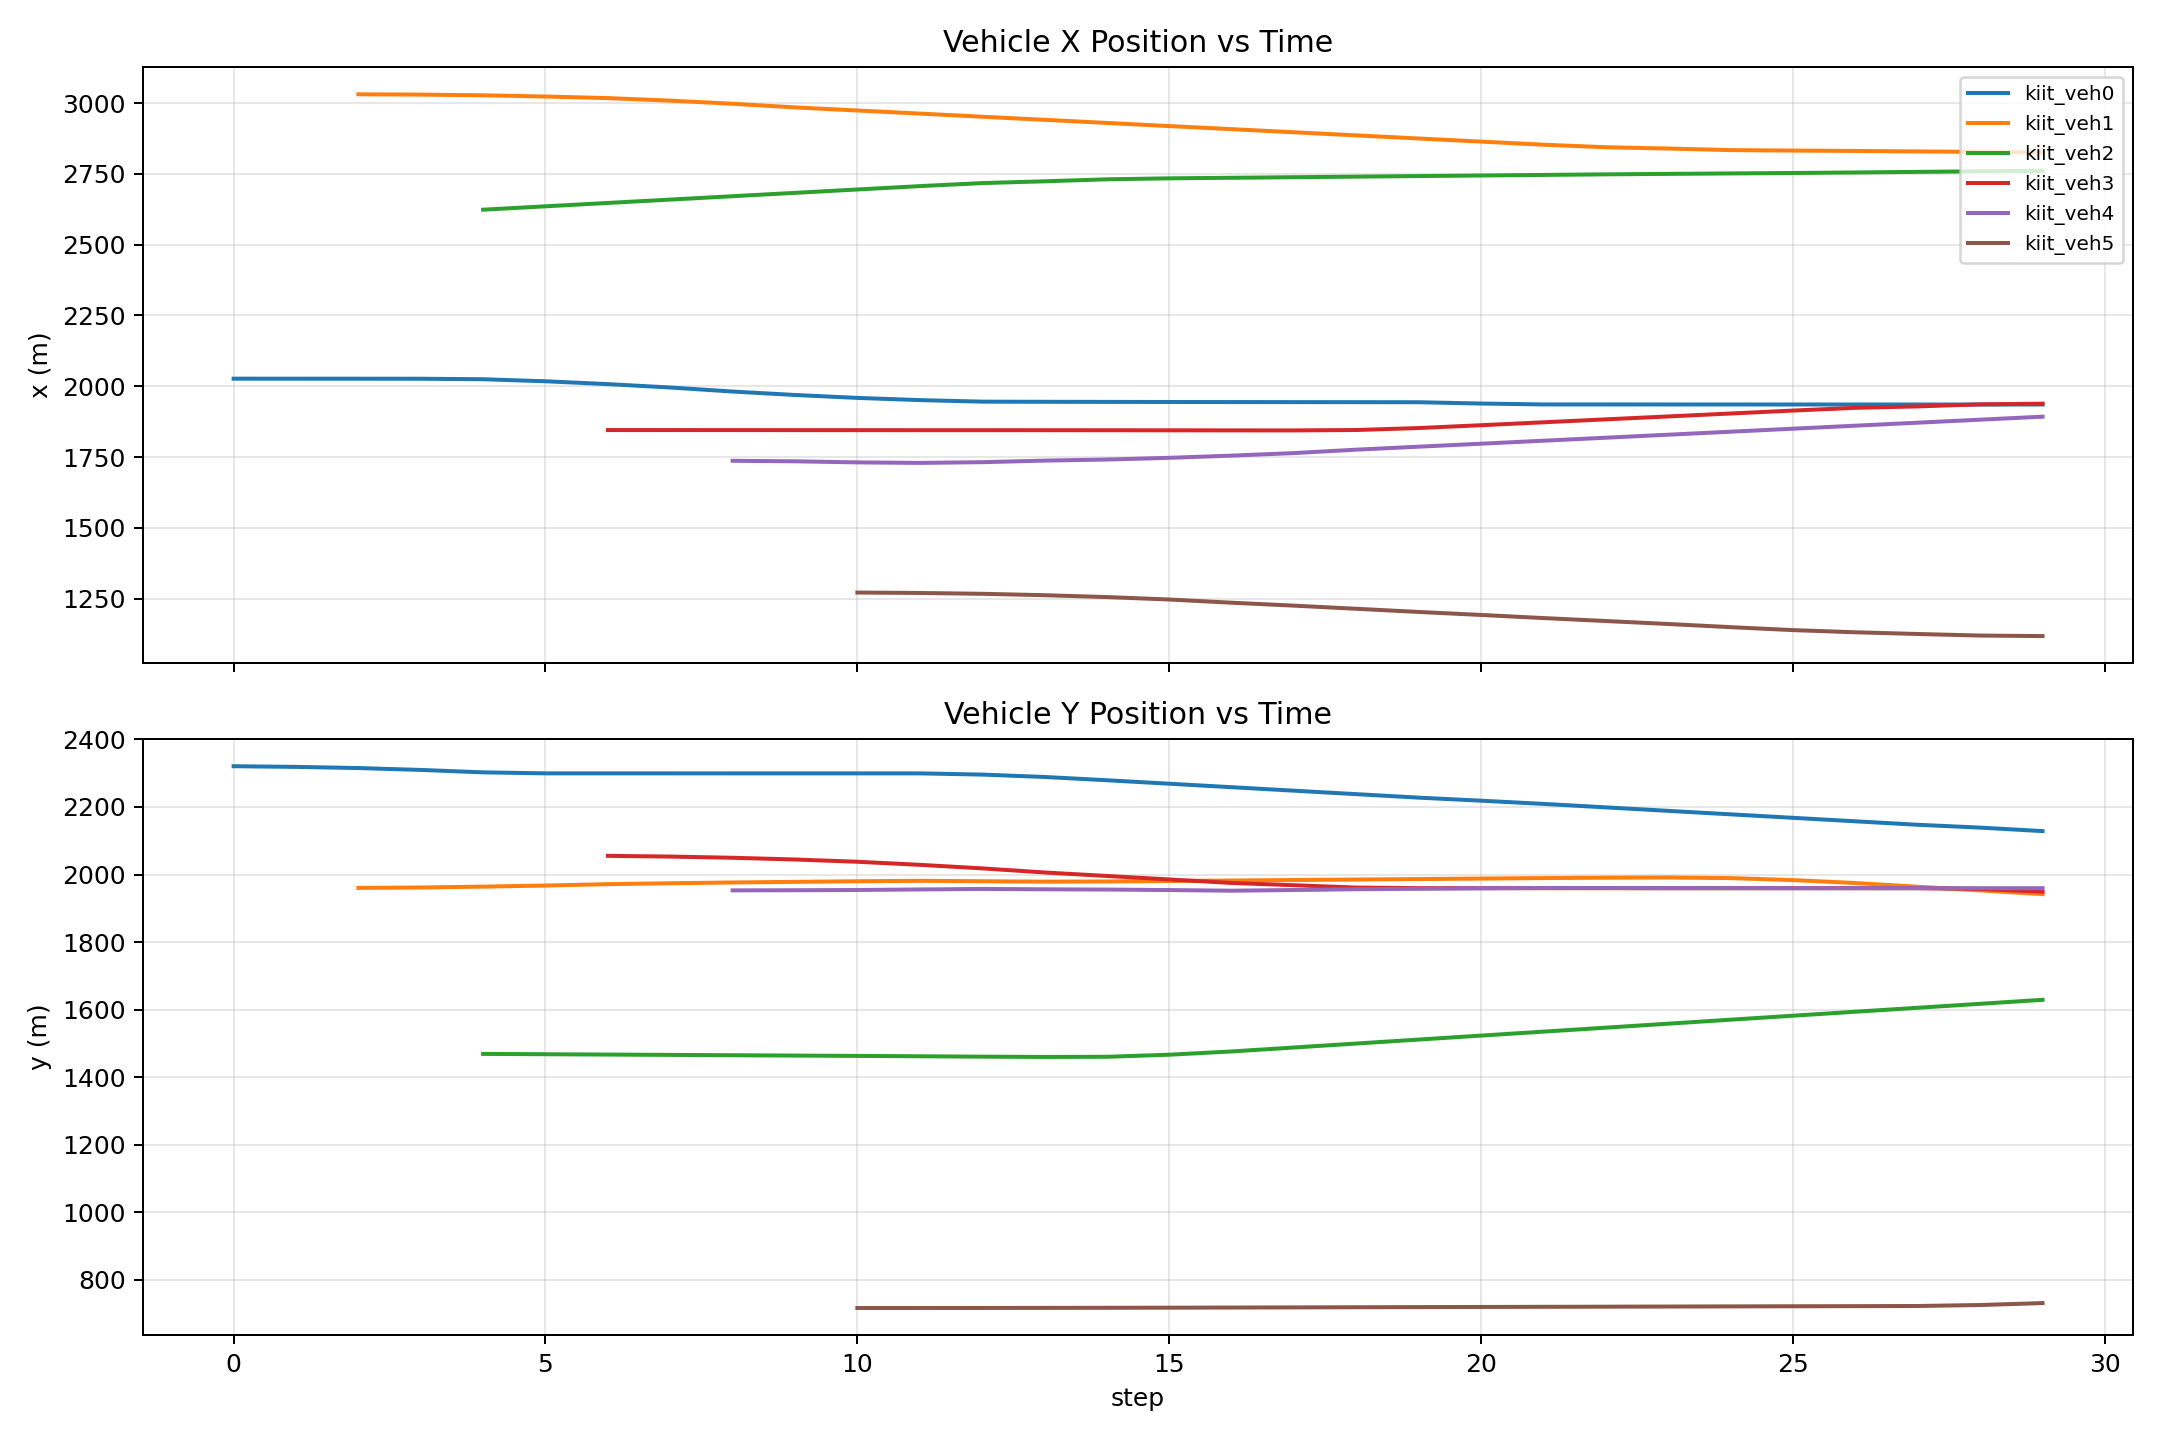 Vehicle X Position vs Time
x (m)
3000
2750
2500
2250
2000
1750
1500
1250
kiit_veh0
kiit_veh1
kiit_veh2
kiit_veh3
kiit_veh4
kiit_veh5
Vehicle Y Position vs Time
y (m)
2400
2200
2000
1800
1600
1400
1200
1000
800
0 5 10 15 20 25 30
step